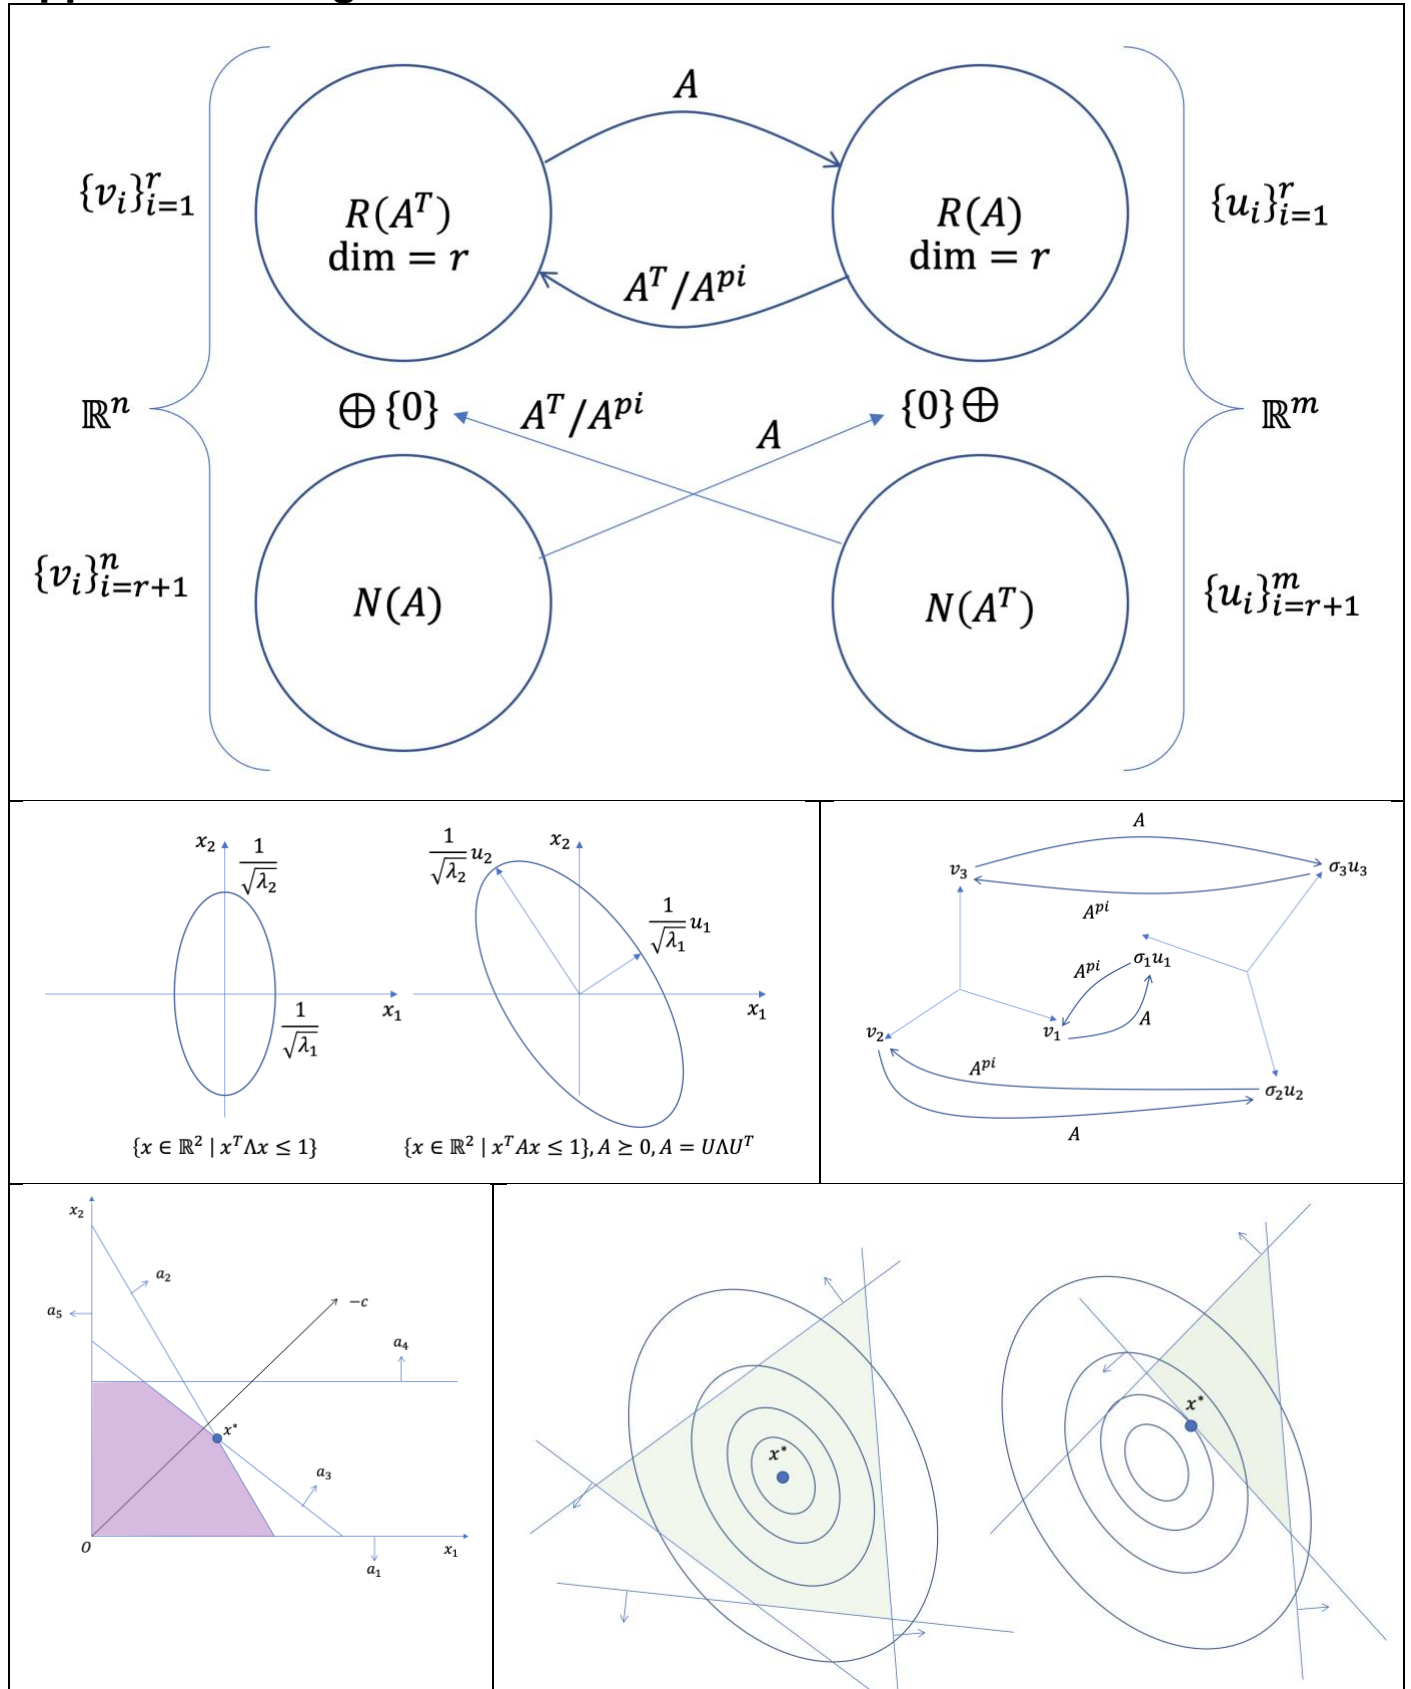 A
{v_i}_{i=1}^r
R(A^T)
dim = r
R(A)
dim = r
{u_i}_{i=1}^r
A^T/A^{pi}
ℝ^n
⊕ {0}
A^T/A^{pi}
A
{0} ⊕
ℝ^m
{v_i}_{i=r+1}^n
N(A)
N(A^T)
{u_i}_{i=r+1}^m
x_2
1/√λ_2
x_1
1/√λ_1
{x ∈ ℝ^2 | x^T Λx ≤ 1}
1/√λ_2 u_2
x_2
1/√λ_1 u_1
x_1
{x ∈ ℝ^2 | x^T Ax ≤ 1}, A ⪰ 0, A = UΛU^T
A
v_3
σ_3u_3
A^{pi}
σ_1u_1
A^{pi}
A
v_2
v_1
A^{pi}
σ_2u_2
A
x_2
a_2
a_5
−c
a_4
x^*
a_3
O
x_1
a_1
x^*
x^*